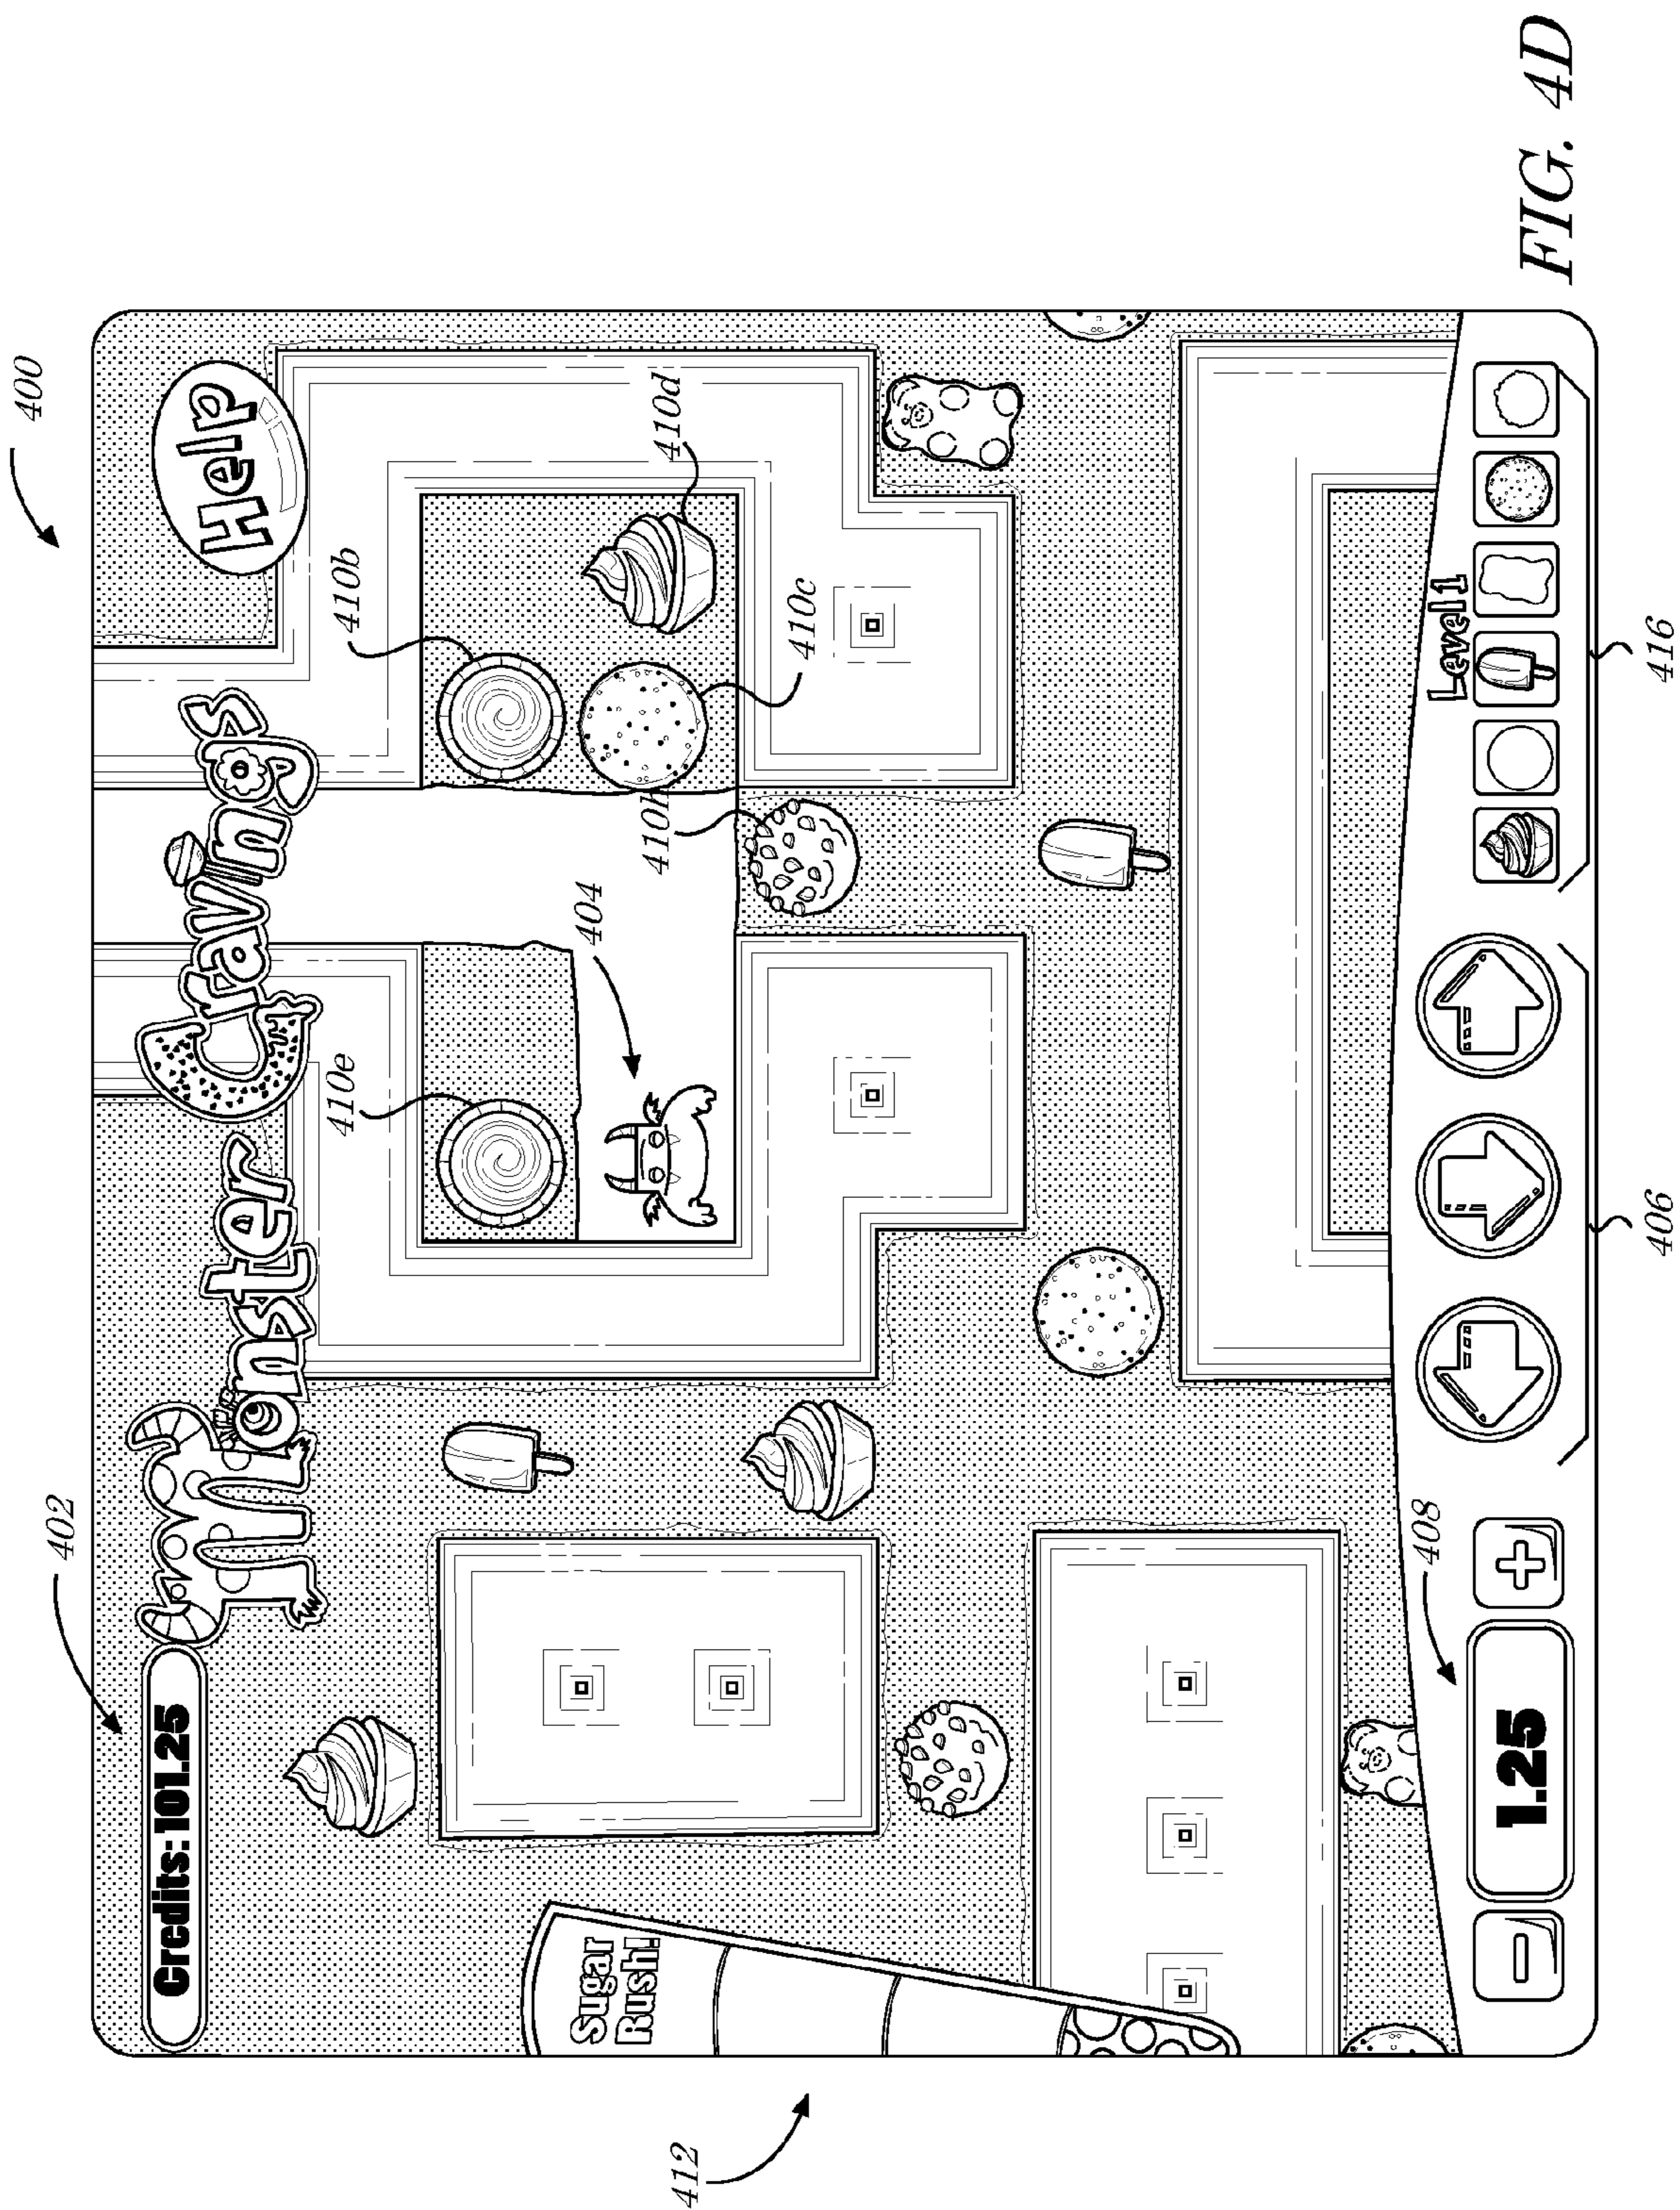 400
402
Credits: 101.25
Monster Cravings
Help
410e
410b
404
410h
410d
410c
412
Sugar
Rush!
Level 1
408
1.25
406
416
FIG. 4D